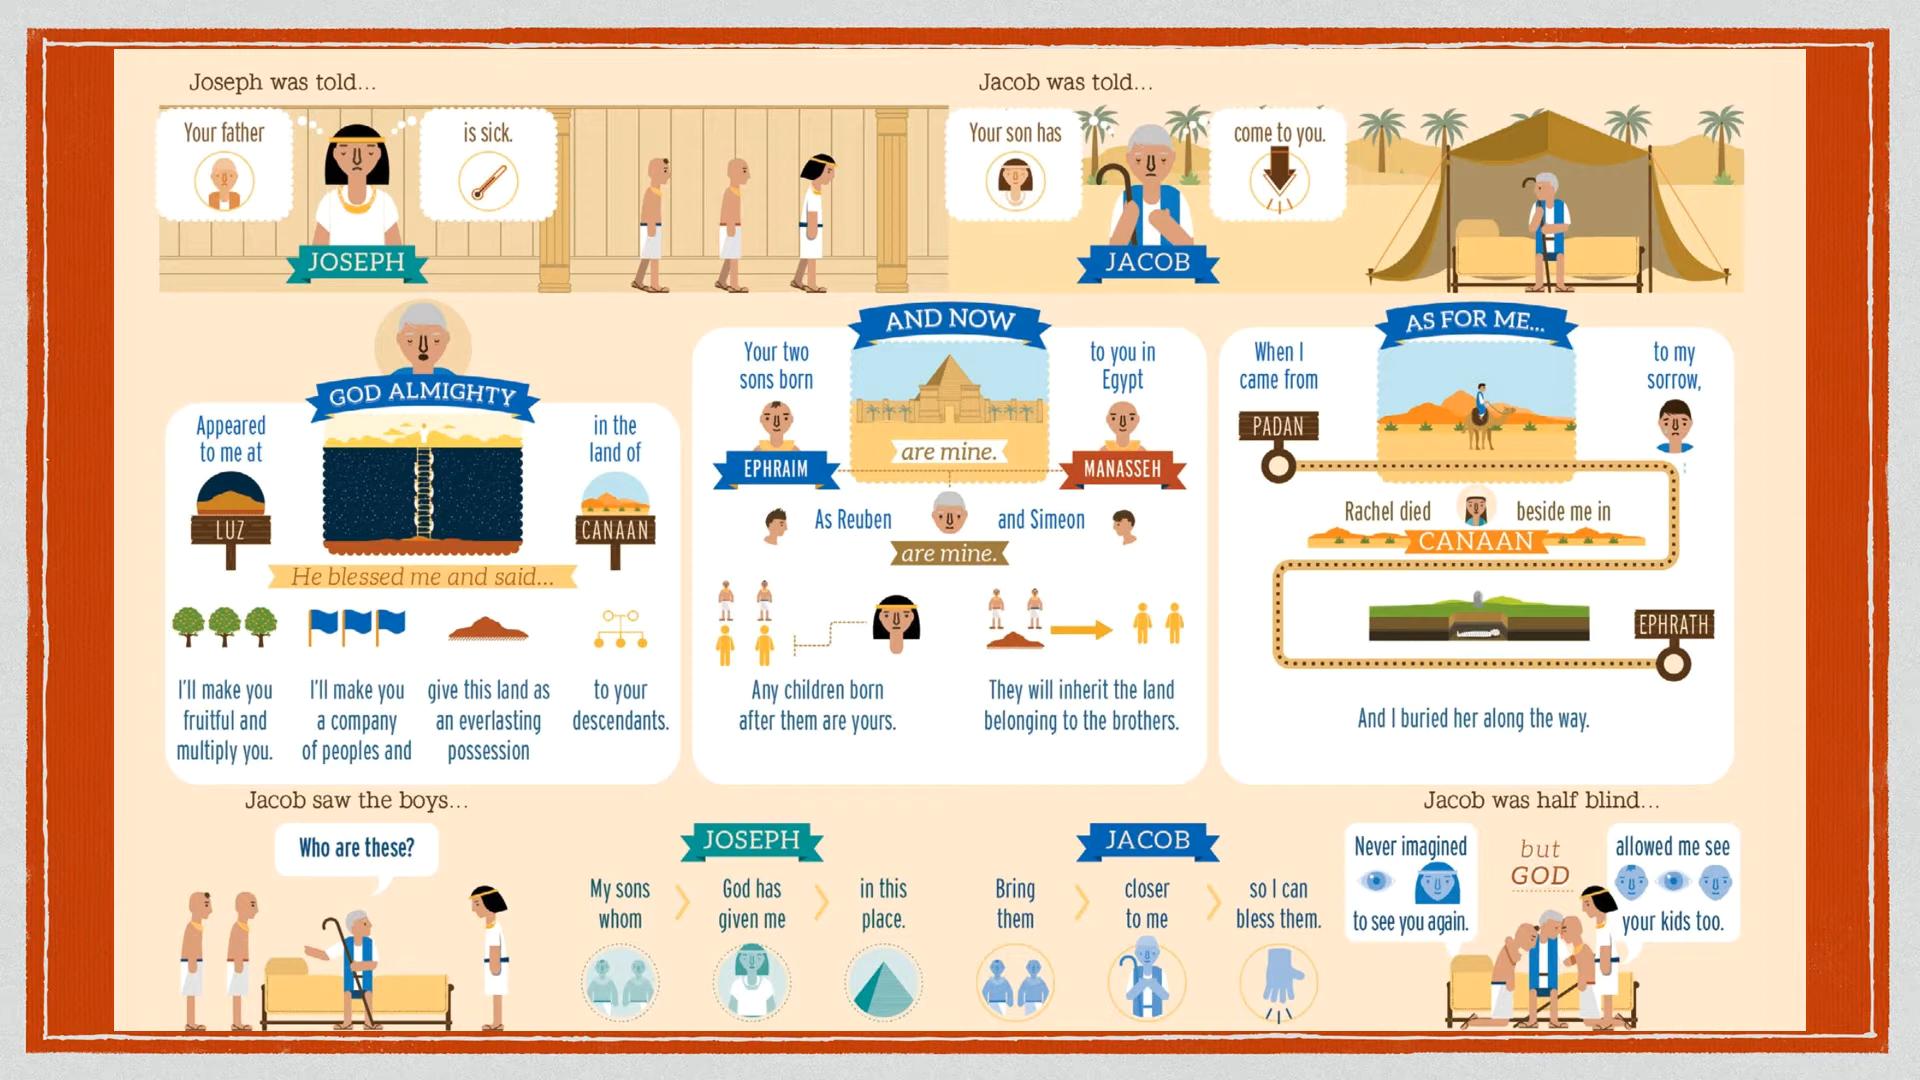 Joseph was told...
Your father
is sick.
JOSEPH
Jacob was told...
Your son has
come to you.
JACOB
GOD ALMIGHTY
Appeared
to me at
LUZ
in the
land of
CANAAN
He blessed me and said...
I'll make you
fruitful and
multiply you.
I'll make you
a company
of peoples and
give this land as
an everlasting
possession
to your
descendants.
AND NOW
Your two
sons born
to you in
Egypt
are mine.
EPHRAIM
MANASSEH
As Reuben
and Simeon
are mine.
Any children born
after them are yours.
They will inherit the land
belonging to the brothers.
AS FOR ME...
When I
came from
PADAN
to my
sorrow,
Rachel died
beside me in
CANAAN
EPHRATH
And I buried her along the way.
Jacob saw the boys...
Who are these?
JOSEPH
My sons
whom
God has
given me
in this
place.
JACOB
Bring
them
closer
to me
so I can
bless them.
Jacob was half blind...
Never imagined
to see you again.
but
GOD
allowed me see
your kids too.